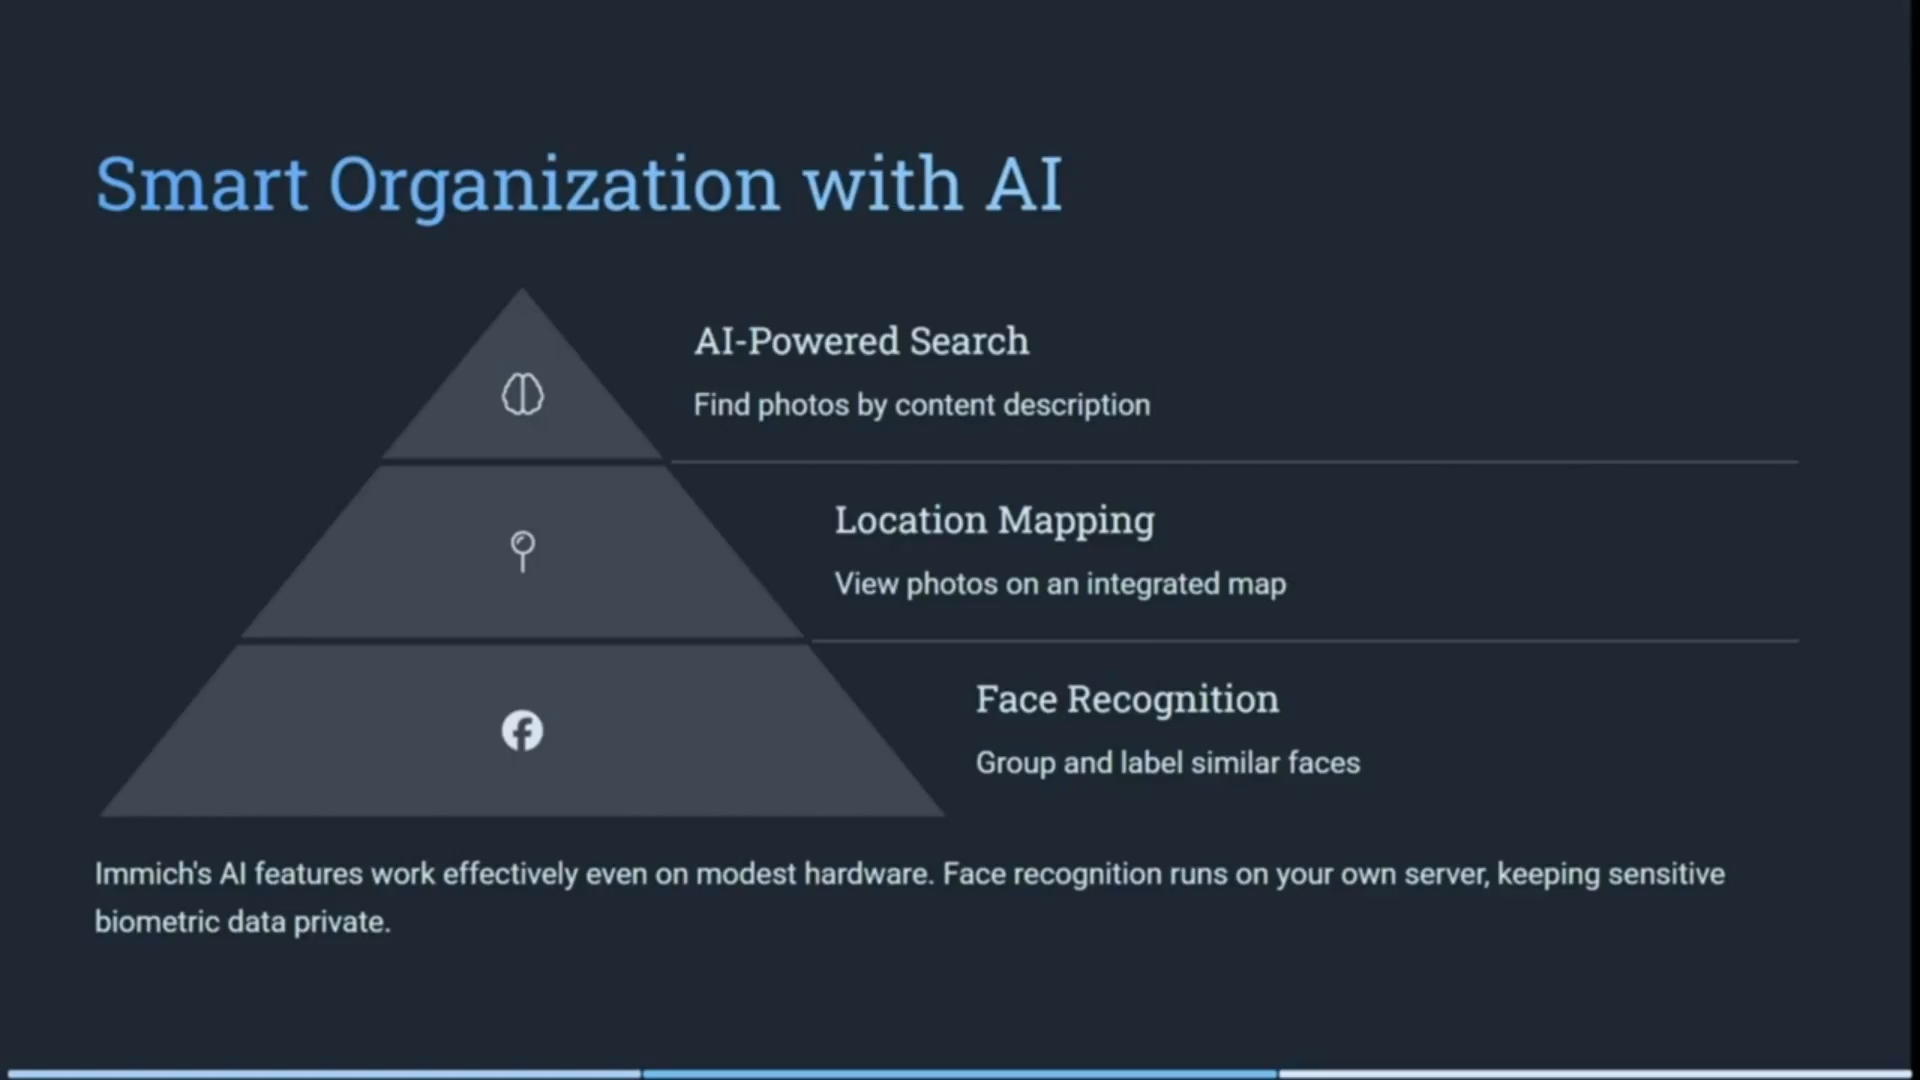 Smart Organization with AI
AI-Powered Search
Find photos by content description
Location Mapping
View photos on an integrated map
Face Recognition
Group and label similar faces
Immich's AI features work effectively even on modest hardware. Face recognition runs on your own server, keeping sensitive
biometric data private.